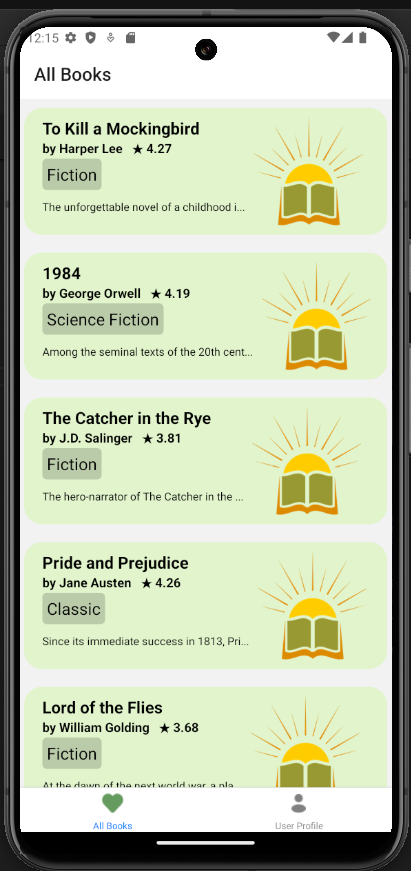 12:15
All Books
To Kill a Mockingbird
by Harper Lee ★ 4.27
Fiction
The unforgettable novel of a childhood i...
1984
by George Orwell ★ 4.19
Science Fiction
Among the seminal texts of the 20th cent...
The Catcher in the Rye
by J.D. Salinger ★ 3.81
Fiction
The hero-narrator of The Catcher in the ...
Pride and Prejudice
by Jane Austen ★ 4.26
Classic
Since its immediate success in 1813, Pri...
Lord of the Flies
by William Golding ★ 3.68
Fiction
At the dawn of the next world war, a pla...
All Books
User Profile